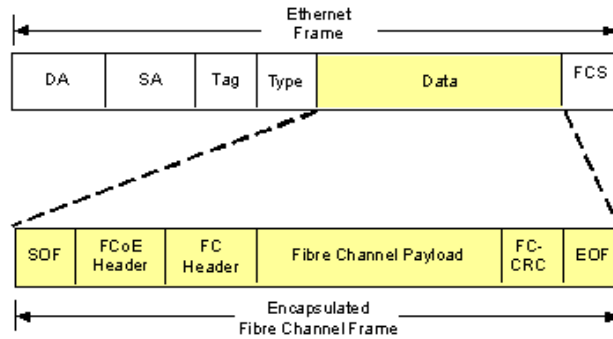 Ethernet
Frame
DA SA Tag Type Data FCS
SOF FCoE Header FC Header Fibre Channel Payload FC-CRC EOF
Encapsulated
Fibre Channel Frame